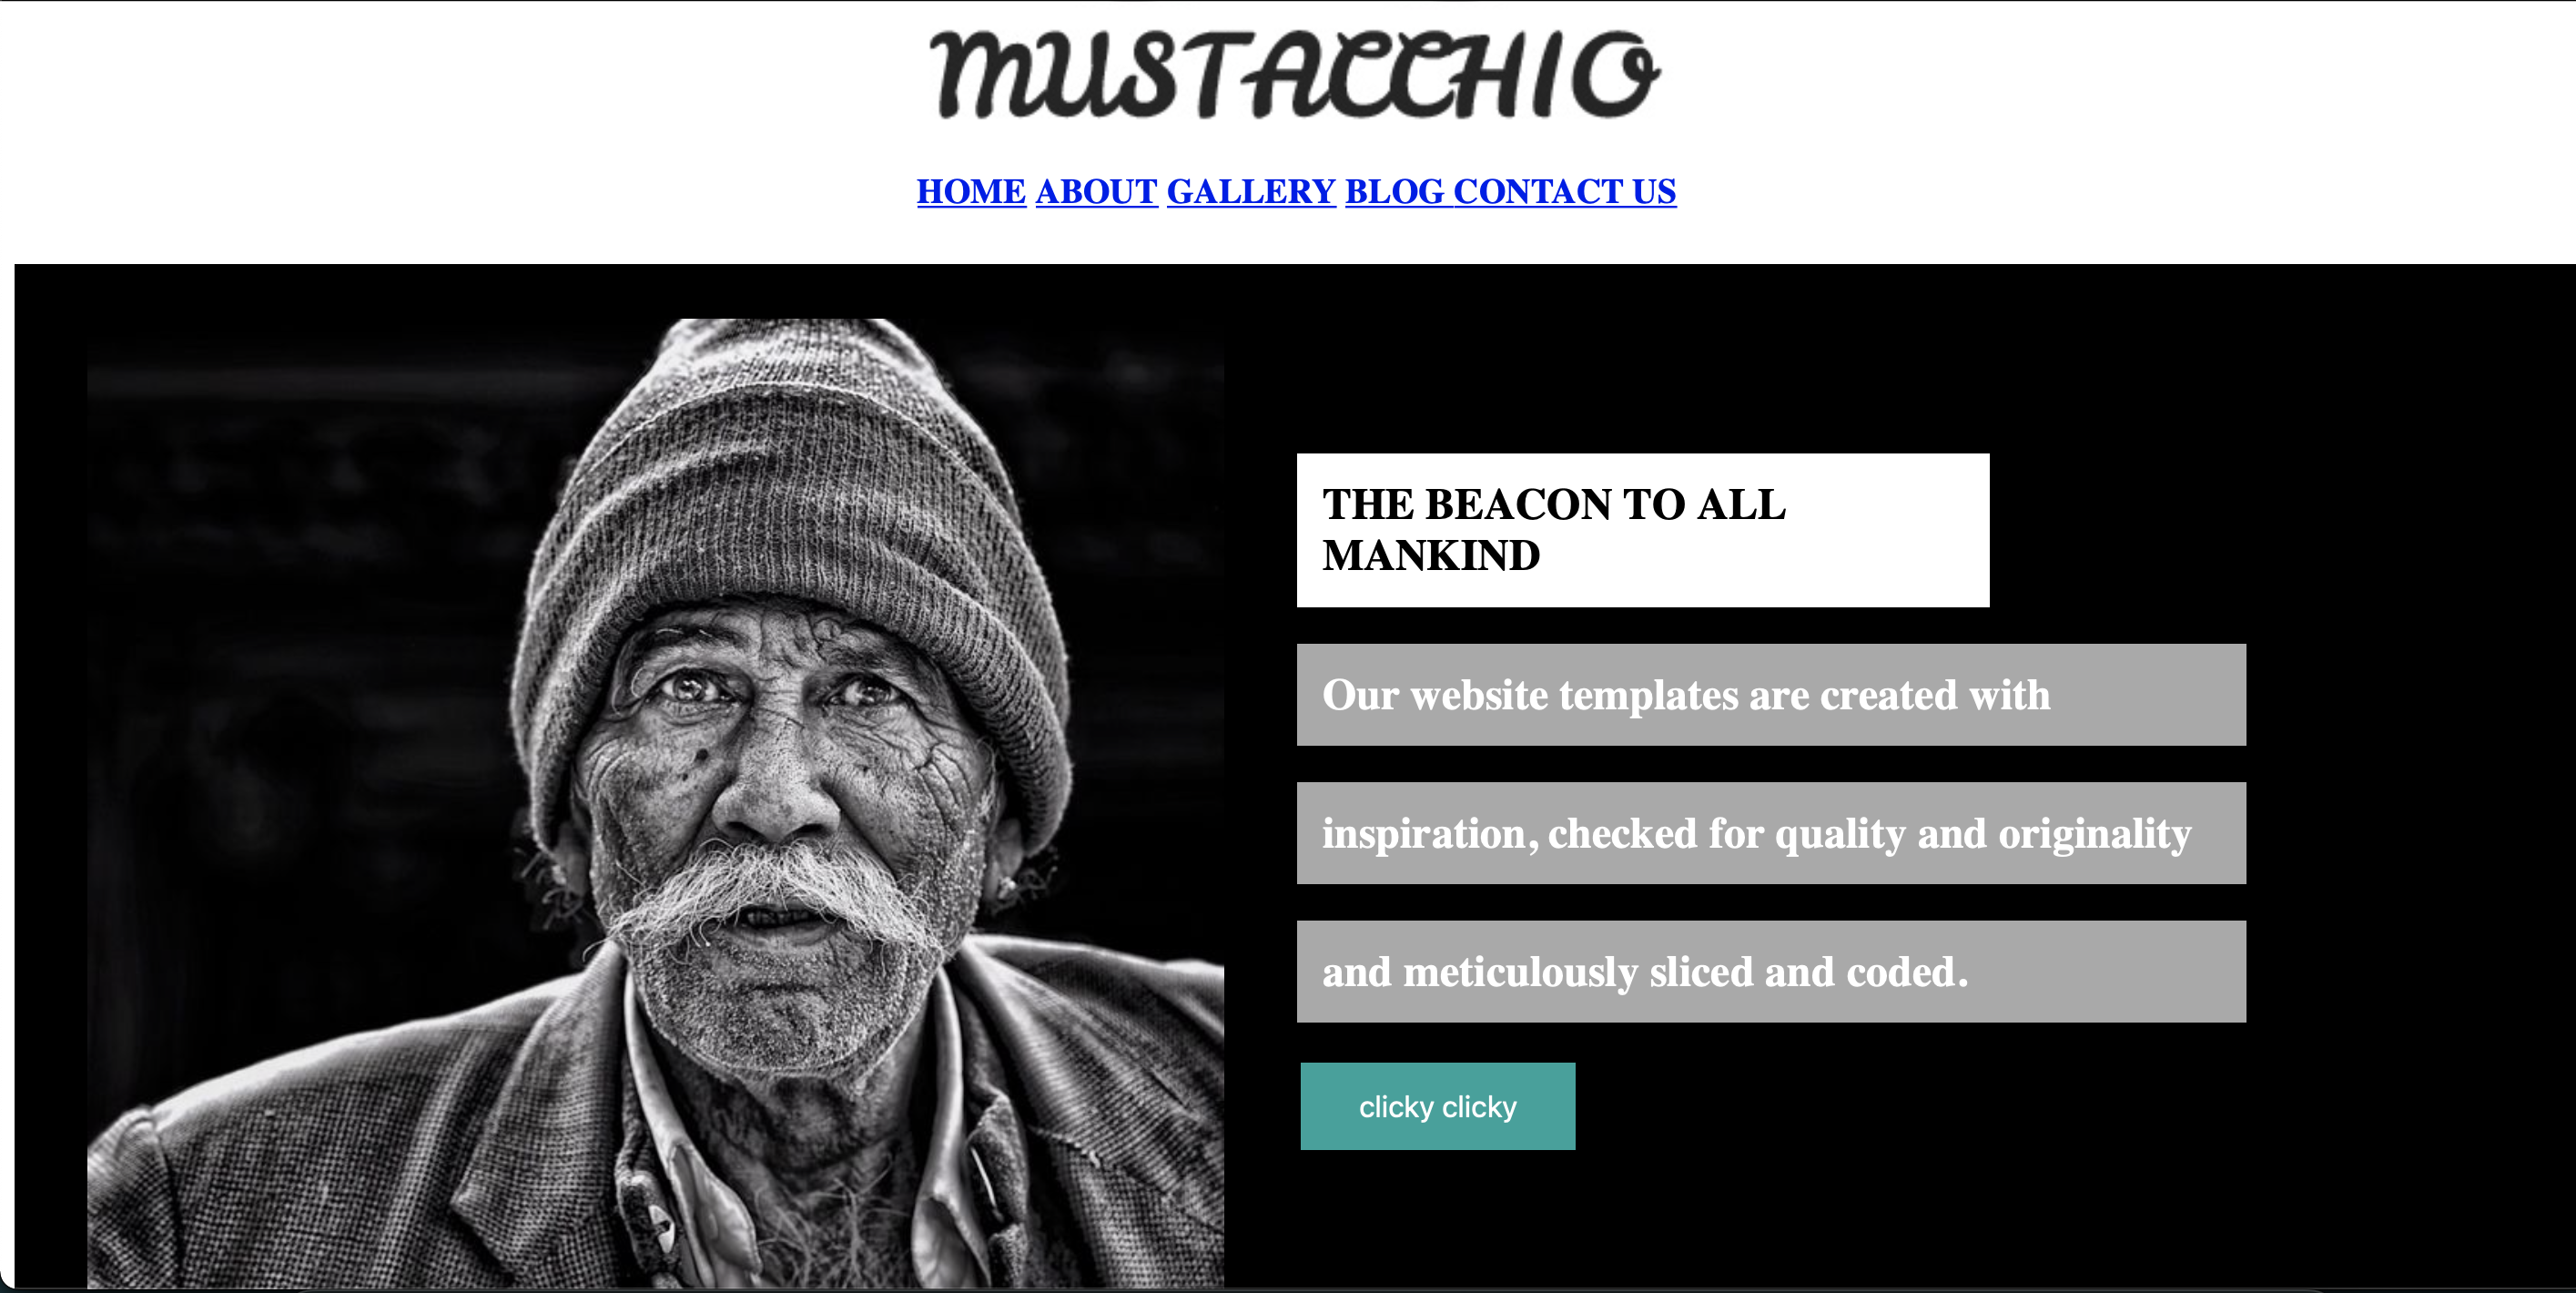 MUSTACCHIO
HOME ABOUT GALLERY BLOG CONTACT US
THE BEACON TO ALL
MANKIND
Our website templates are created with
inspiration, checked for quality and originality
and meticulously sliced and coded.
clicky clicky